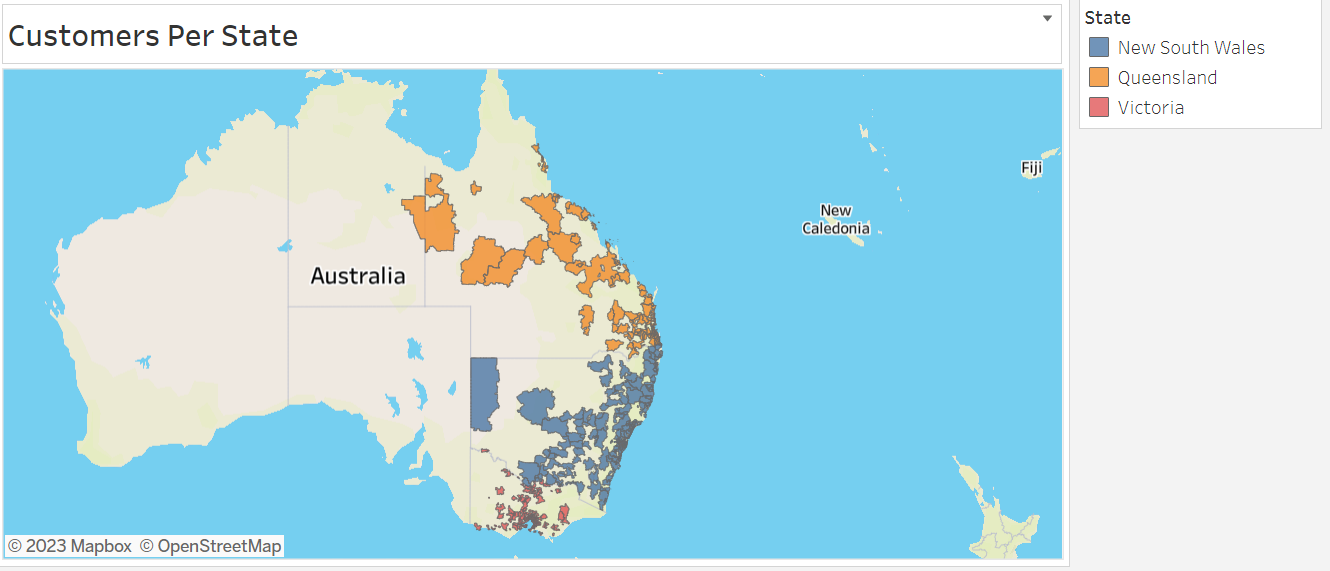 Customers Per State
State
New South Wales
Queensland
Victoria
Fiji
New
Caledonia
Australia
© 2023 Mapbox © OpenStreetMap